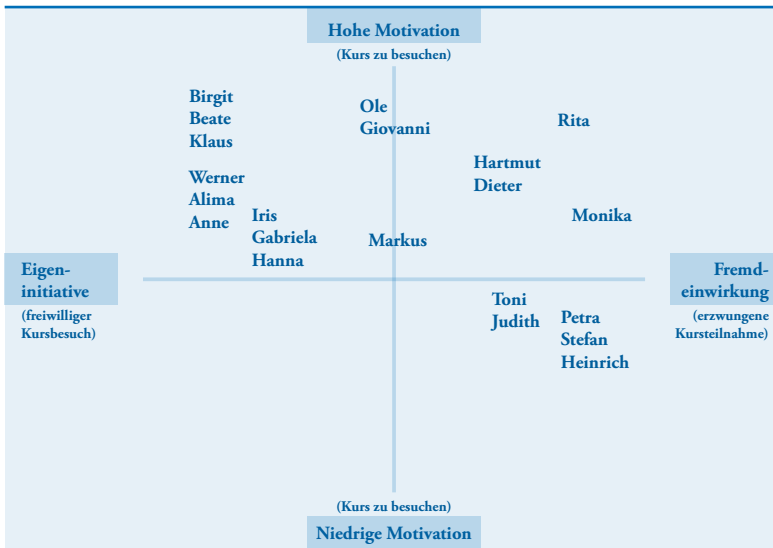 Hohe Motivation
(Kurs zu besuchen)
Birgit
Beate
Klaus
Ole
Giovanni
Rita
Hartmut
Dieter
Werner
Alima
Anne
Iris
Gabriela
Hanna
Markus
Monika
Eigen-
initiative
(freiwilliger
Kursbesuch)
Fremd-
einwirkung
(erzwungene
Kursteilnahme)
Toni
Judith
Petra
Stefan
Heinrich
(Kurs zu besuchen)
Niedrige Motivation